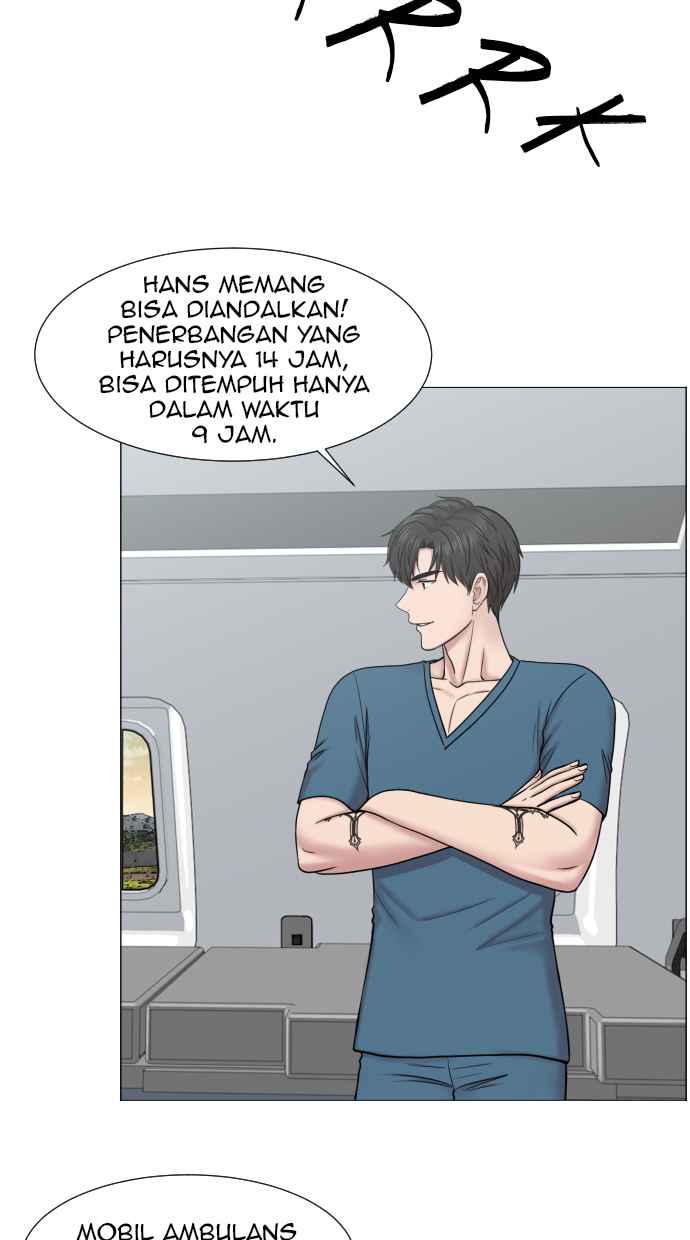 RRK
HANS MEMANG
BISA DIANDALKAN!
PENERBANGAN YANG
HARUSNYA 14 JAM,
BISA DITEMPUH HANYA
DALAM WAKTU
9 JAM.
MOBIL AMBULANS